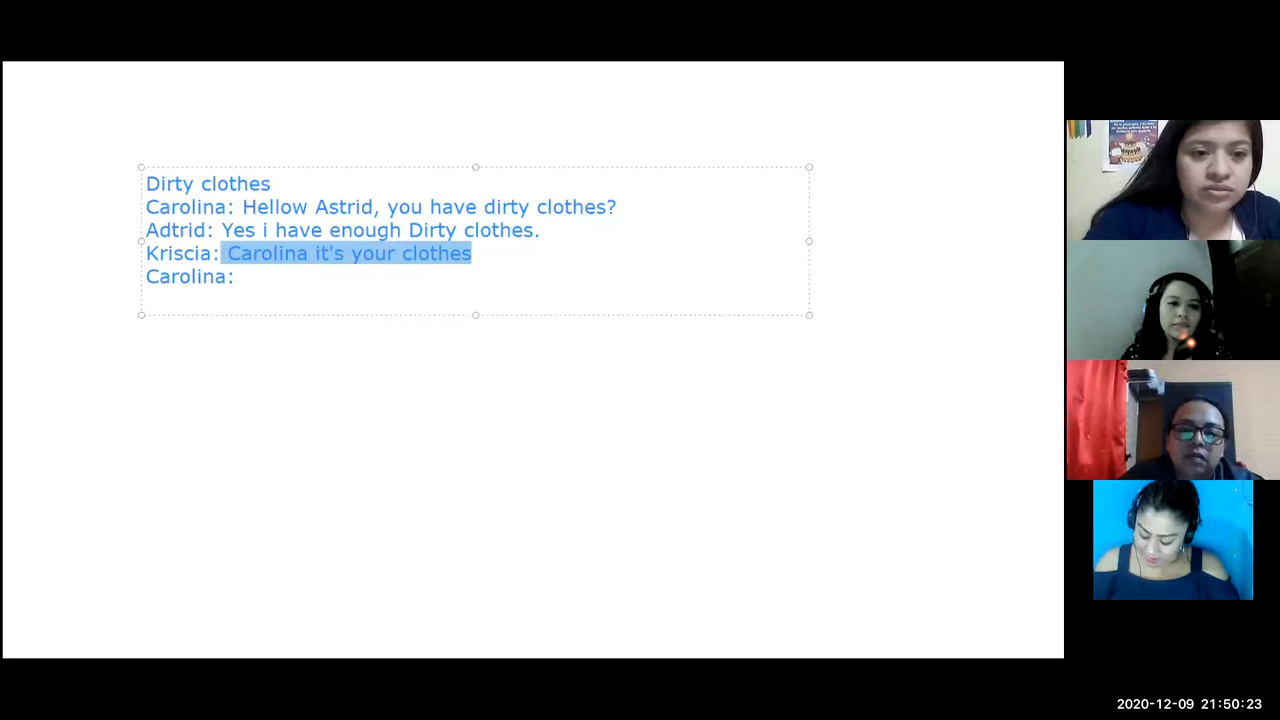 Dirty clothes
Carolina: Hellow Astrid, you have dirty clothes?
Adtrid: Yes i have enough Dirty clothes.
Kriscia: Carolina it's your clothes
Carolina:
2020-12-09 21:50:23